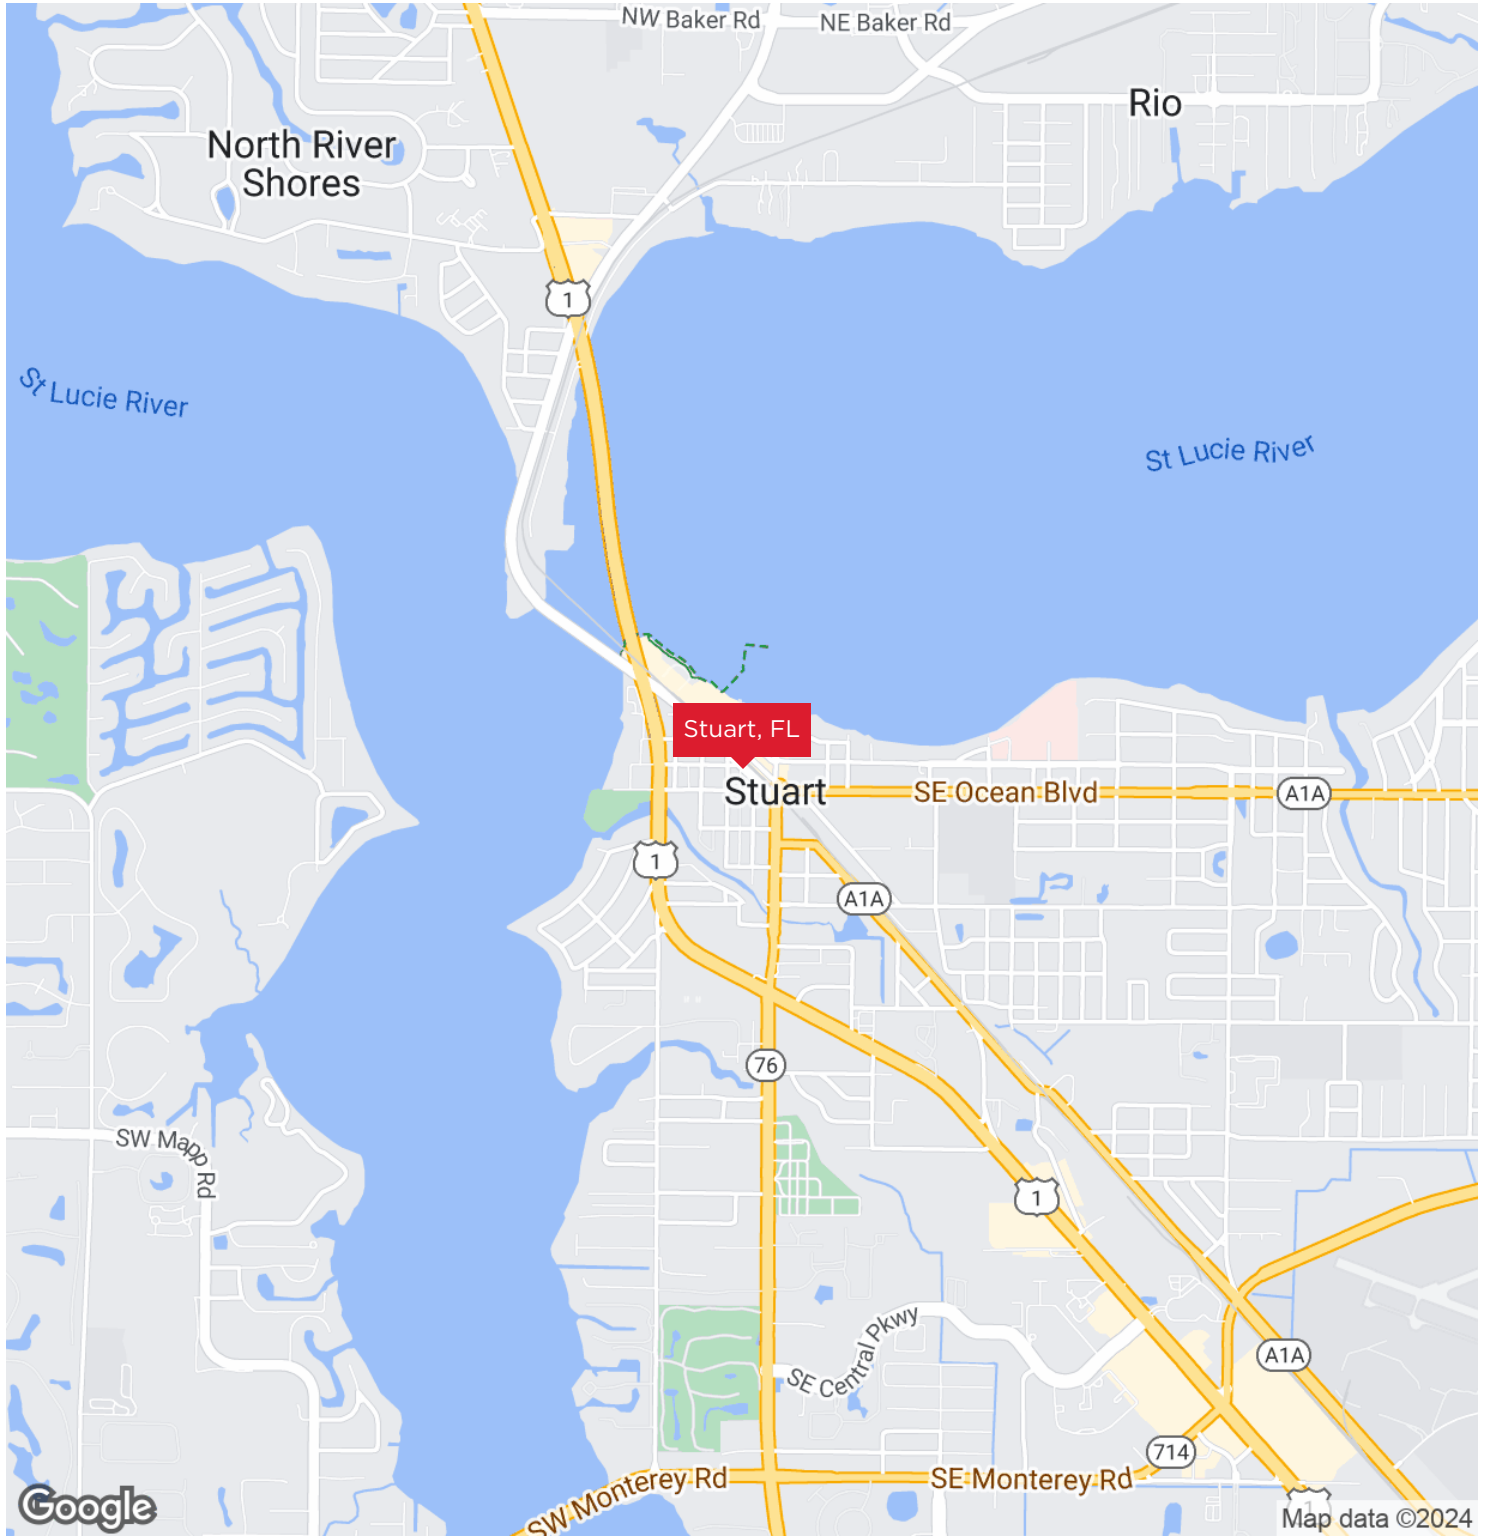 NW Baker Rd
NE Baker Rd
Rio
North River
Shores
1
St Lucie River
St Lucie River
Stuart, FL
Stuart
SE Ocean Blvd
A1A
1
A1A
76
SW Mapp Rd
1
SE Central Pkwy
A1A
714
SW Monterey Rd
SE Monterey Rd
1
Google
Map data ©2024